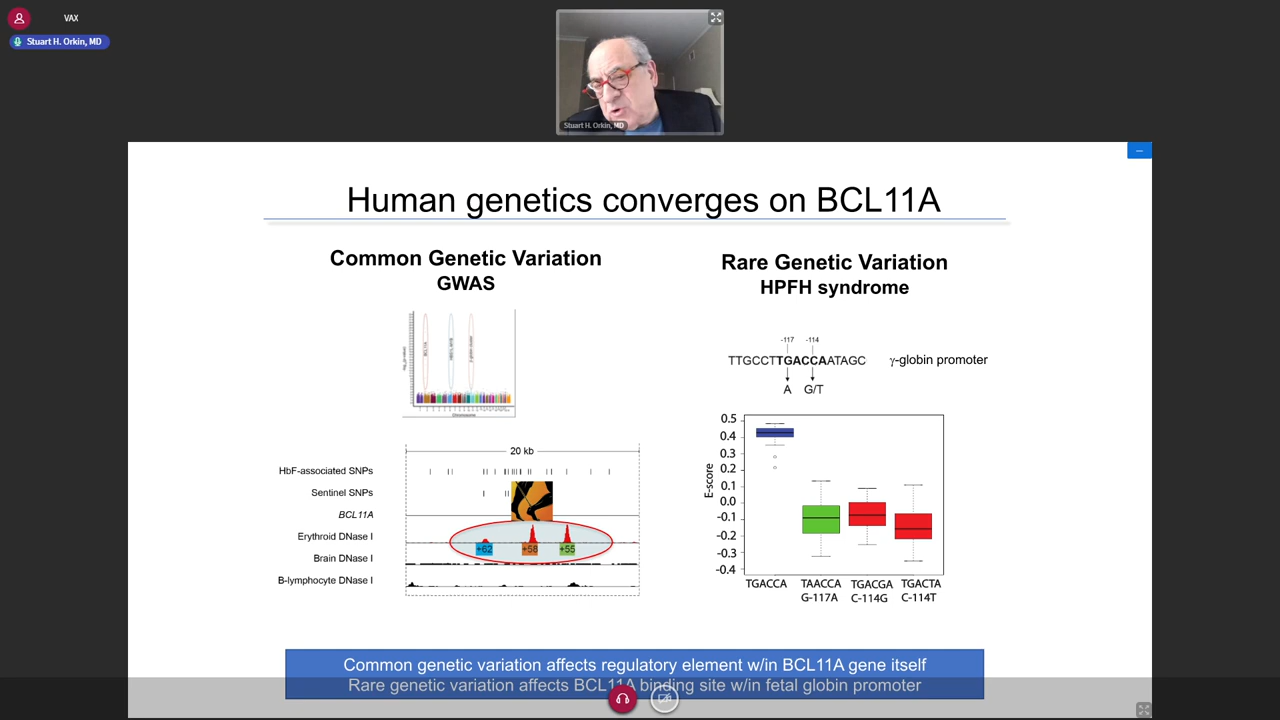 VAX
Stuart H. Orkin, MD
Stuart H. Orkin, MD
Human genetics converges on BCL11A
Common Genetic Variation
GWAS
BCL11A
Chromosome
20 kb
HbF-associated SNPs
Sentinel SNPs
BCL11A
Erythroid DNase I
+62 +58 +55
Brain DNase I
B-lymphocyte DNase I
Rare Genetic Variation
HPFH syndrome
-117 -114
TTGCCTTGACCAATAGC γ-globin promoter
A G/T
E-score
0.5
0.4
0.3
0.2
0.1
0.0
-0.1
-0.2
-0.3
-0.4
TGACCA TAACCA TGACGA TGACTA
G-117A C-114G C-114T
Common genetic variation affects regulatory element w/in BCL11A gene itself
Rare genetic variation affects BCL11A binding site w/in fetal globin promoter